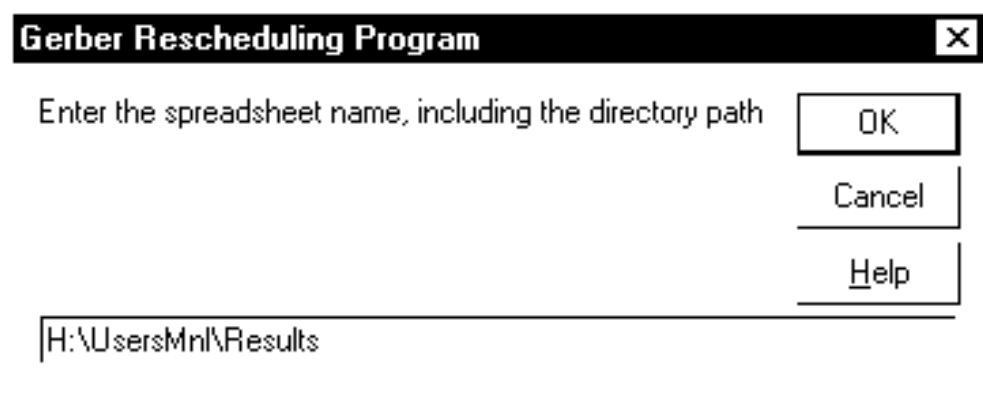 Gerber Rescheduling Program
Enter the spreadsheet name, including the directory path
OK
Cancel
Help
H:\UsersMnl\Results